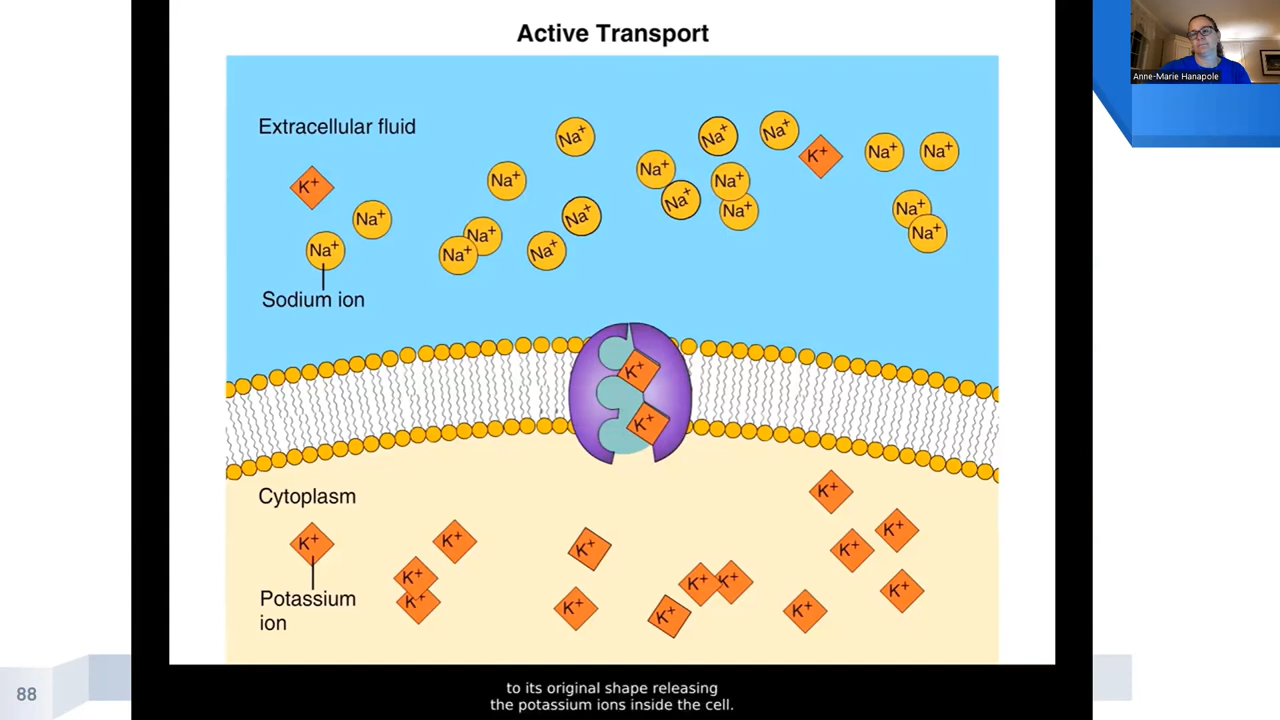 Active Transport
Anne-Marie Hanapole
Extracellular fluid
Na⁺
Na⁺
Na⁺
K⁺
Na⁺
Na⁺
Na⁺
Na⁺
Na⁺
K⁺
Na⁺
Na⁺
Na⁺
Na⁺
Na⁺
Na⁺
Na⁺
Na⁺
Na⁺
Na⁺
Sodium ion
K⁺
K⁺
Cytoplasm
K⁺
K⁺
K⁺
K⁺
K⁺
K⁺
K⁺
K⁺
K⁺
K⁺
K⁺
K⁺
K⁺
K⁺
Potassium
ion
88
to its original shape releasing
the potassium ions inside the cell.